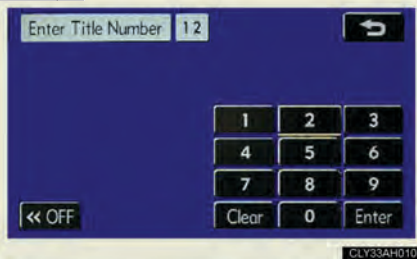 Enter Title Number 12
1 2 3
4 5 6
7 8 9
« OFF Clear 0 Enter
CLY33AH010